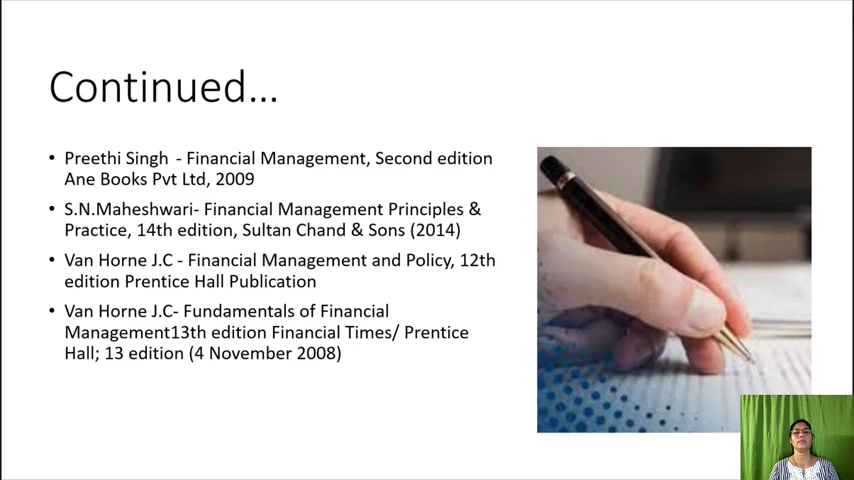 Continued...
• Preethi Singh - Financial Management, Second edition
Ane Books Pvt Ltd, 2009
• S.N.Maheshwari- Financial Management Principles &
Practice, 14th edition, Sultan Chand & Sons (2014)
• Van Horne J.C - Financial Management and Policy, 12th
edition Prentice Hall Publication
• Van Horne J.C- Fundamentals of Financial
Management13th edition Financial Times/ Prentice
Hall; 13 edition (4 November 2008)